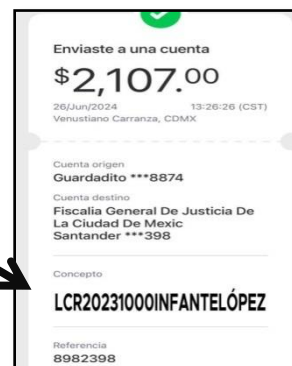 Enviaste a una cuenta
$2,107.00
26/Jun/2024 13:26:26 (CST)
Venustiano Carranza, CDMX
Cuenta origen
Guardadito ***8874
Cuenta destino
Fiscalia General De Justicia De
La Ciudad De Mexic
Santander ***398
Concepto
LCR20231000INFANTELÓPEZ
Referencia
8982398